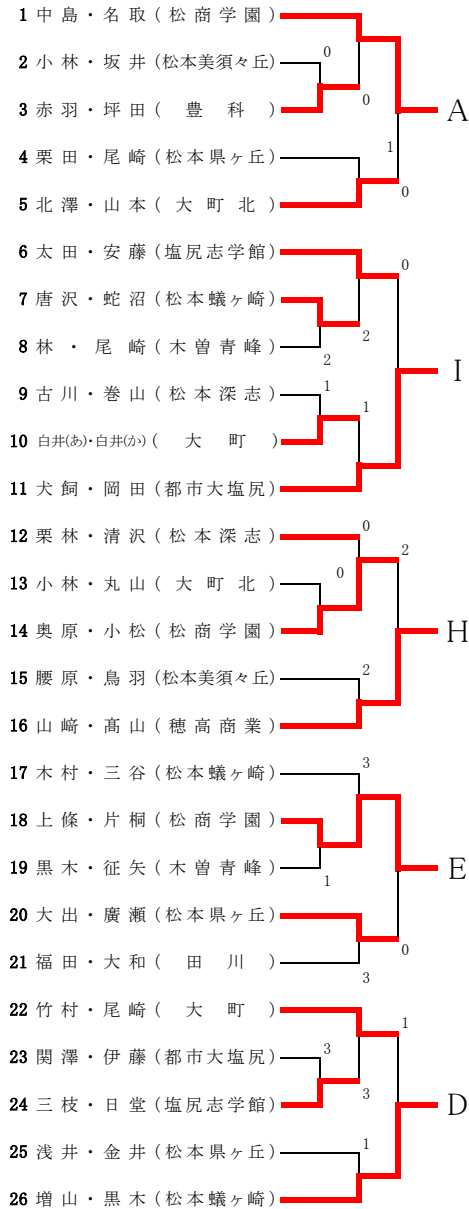 1 中島・名取(松商学園)
0
2 小林・坂井(松本美須々丘)
3 赤羽・坪田(豊科)
0
A
1
4 栗田・尾崎(松本県ヶ丘)
0
5 北澤・山本(大町北)
6 太田・安藤(塩尻志学館)
0
7 唐沢・蛇沼(松本蟻ヶ崎)
2
8 林・尾崎(木曽青峰)
2
I
9 古川・巻山(松本深志)
1
1
10 白井(あ)・白井(か)(大町)
11 犬飼・岡田(都市大塩尻)
12 栗林・清沢(松本深志)
0
2
0
13 小林・丸山(大町北)
14 奥原・小松(松商学園)
H
15 腰原・鳥羽(松本美須々丘)
2
16 山﨑・髙山(穂高商業)
17 木村・三谷(松本蟻ヶ崎)
3
18 上條・片桐(松商学園)
19 黒木・征矢(木曽青峰)
1
E
20 大出・廣瀬(松本県ヶ丘)
0
21 福田・大和(田川)
3
22 竹村・尾崎(大町)
1
23 関澤・伊藤(都市大塩尻)
3
24 三枝・日堂(塩尻志学館)
3
D
25 浅井・金井(松本県ヶ丘)
1
26 増山・黒木(松本蟻ヶ崎)